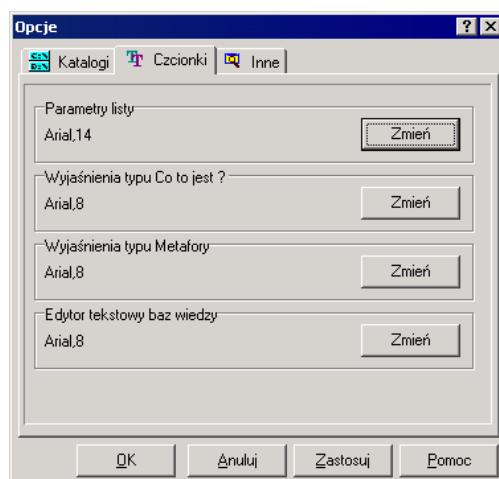 Opcje
Katalogi Czcionki Inne
Parametry listy
Arial,14 Zmień
Wyjaśnienia typu Co to jest ?
Arial,8 Zmień
Wyjaśnienia typu Metafory
Arial,8 Zmień
Edytor tekstowy baz wiedzy
Arial,8 Zmień
OK Anuluj Zastosuj Pomoc